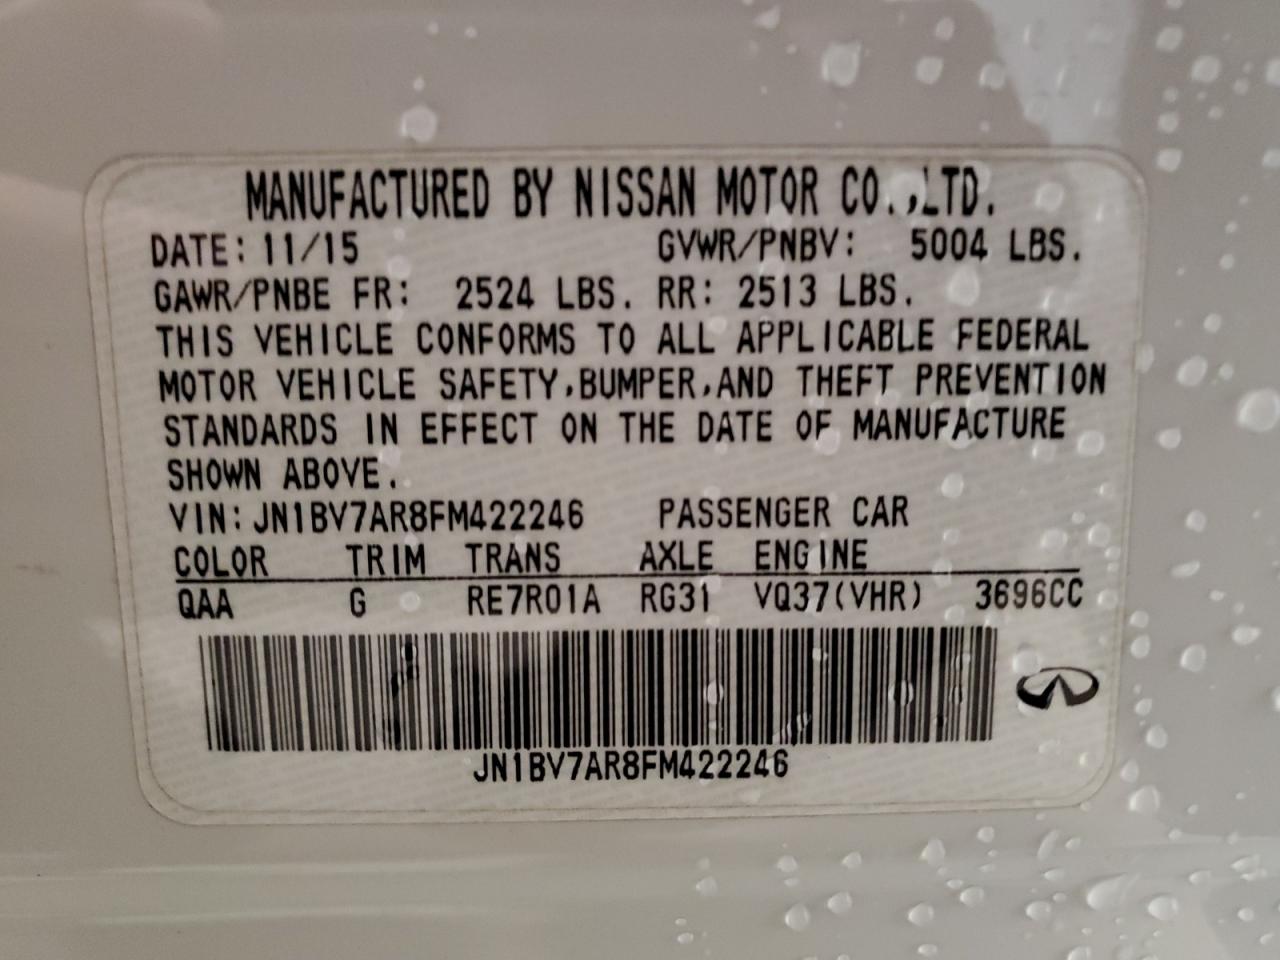 MANUFACTURED BY NISSAN MOTOR CO.,LTD.
DATE: 11/15 GVWR/PNBV: 5004 LBS.
GAWR/PNBE FR: 2524 LBS. RR: 2513 LBS.
THIS VEHICLE CONFORMS TO ALL APPLICABLE FEDERAL
MOTOR VEHICLE SAFETY,BUMPER,AND THEFT PREVENTION
STANDARDS IN EFFECT ON THE DATE OF MANUFACTURE
SHOWN ABOVE.
VIN: JN1BV7AR8FM422246 PASSENGER CAR
COLOR TRIM TRANS AXLE ENGINE
QAA G RE7R01A RG31 VQ37(VHR) 3696CC
JN1BV7AR8FM422246